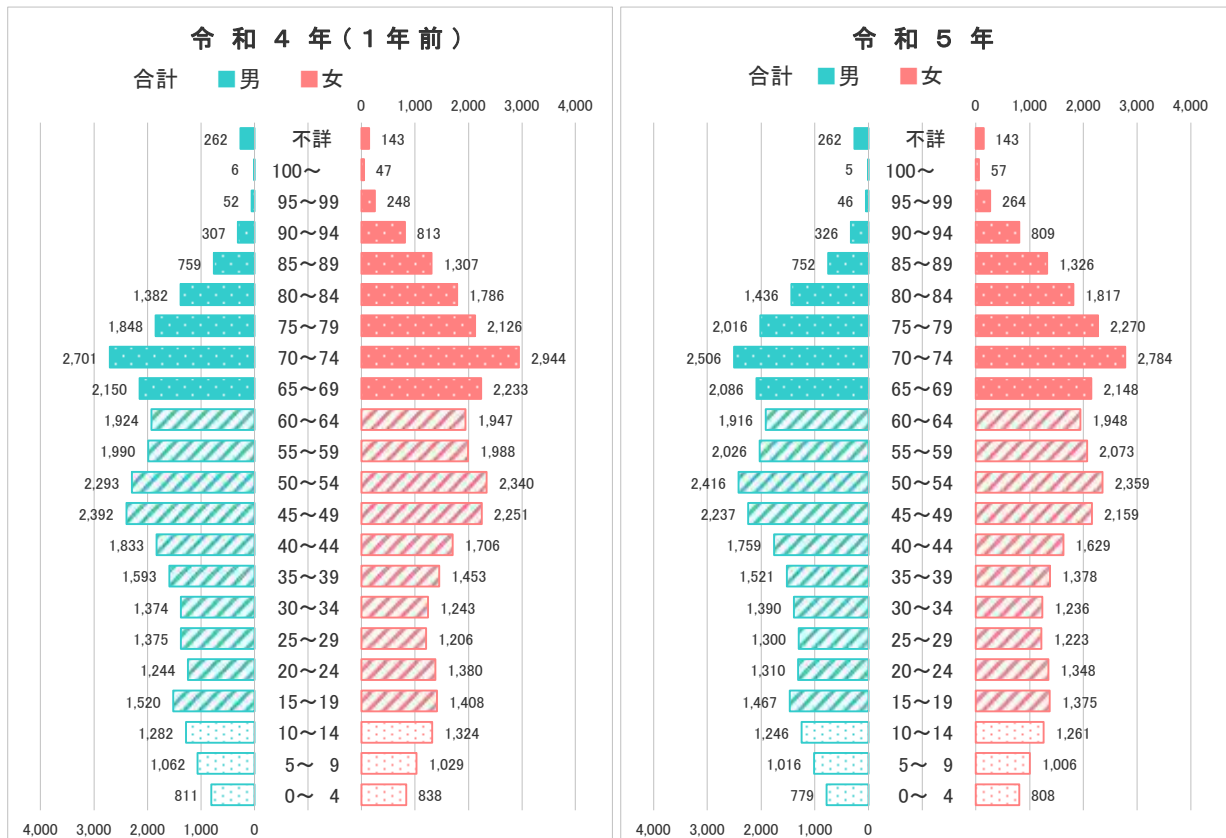 令和4年(1年前)
合計 男 女
0 1,000 2,000 3,000 4,000
262 不詳 143
6 100～ 47
52 95～99 248
307 90～94 813
759 85～89 1,307
1,382 80～84 1,786
1,848 75～79 2,126
2,701 70～74 2,944
2,150 65～69 2,233
1,924 60～64 1,947
1,990 55～59 1,988
2,293 50～54 2,340
2,392 45～49 2,251
1,833 40～44 1,706
1,593 35～39 1,453
1,374 30～34 1,243
1,375 25～29 1,206
1,244 20～24 1,380
1,520 15～19 1,408
1,282 10～14 1,324
1,062 5～ 9 1,029
811 0～ 4 838
4,000 3,000 2,000 1,000 0
令和5年
合計 男 女
0 1,000 2,000 3,000 4,000
262 不詳 143
5 100～ 57
46 95～99 264
326 90～94 809
752 85～89 1,326
1,436 80～84 1,817
2,016 75～79 2,270
2,506 70～74 2,784
2,086 65～69 2,148
1,916 60～64 1,948
2,026 55～59 2,073
2,416 50～54 2,359
2,237 45～49 2,159
1,759 40～44 1,629
1,521 35～39 1,378
1,390 30～34 1,236
1,300 25～29 1,223
1,310 20～24 1,348
1,467 15～19 1,375
1,246 10～14 1,261
1,016 5～ 9 1,006
779 0～ 4 808
4,000 3,000 2,000 1,000 0